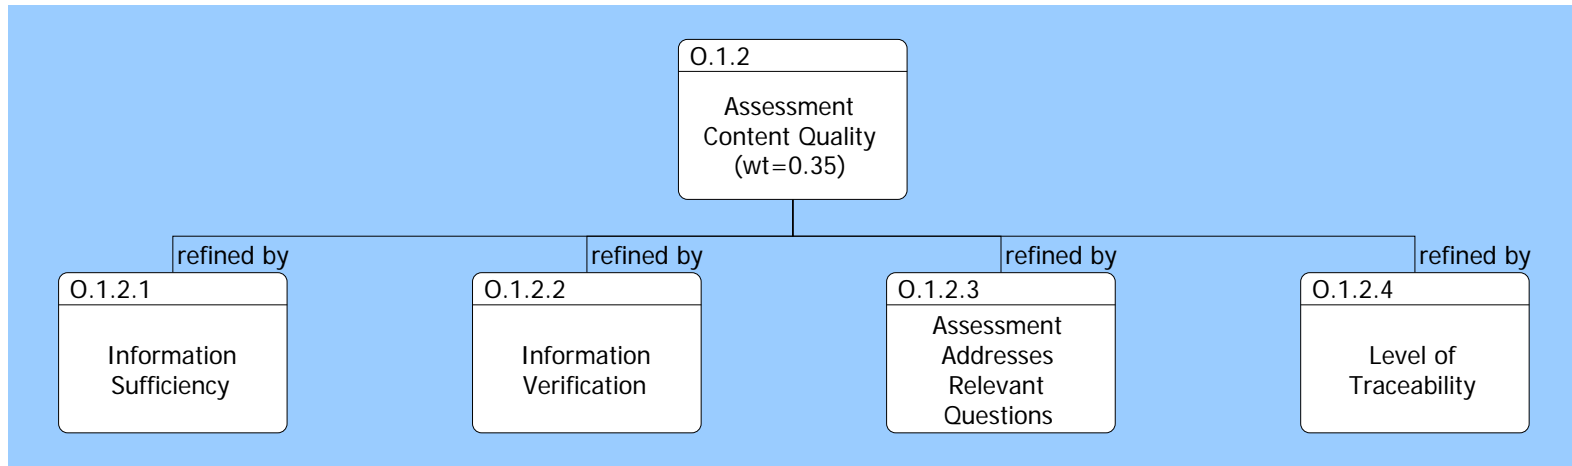 O.1.2
Assessment
Content Quality
(wt=0.35)
refined by
refined by
refined by
refined by
O.1.2.1
Information
Sufficiency
O.1.2.2
Information
Verification
O.1.2.3
Assessment
Addresses
Relevant
Questions
O.1.2.4
Level of
Traceability